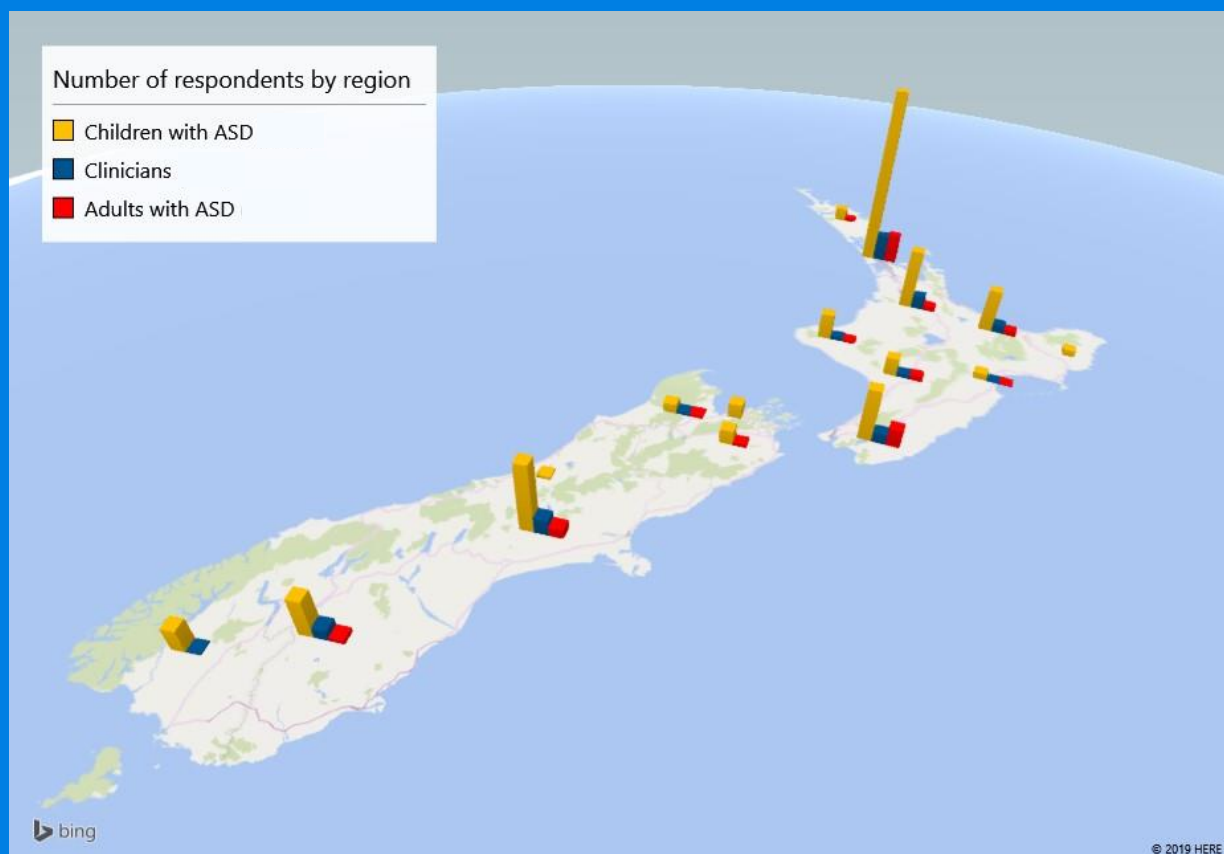 Number of respondents by region
Children with ASD
Clinicians
Adults with ASD
bing
© 2019 HERE